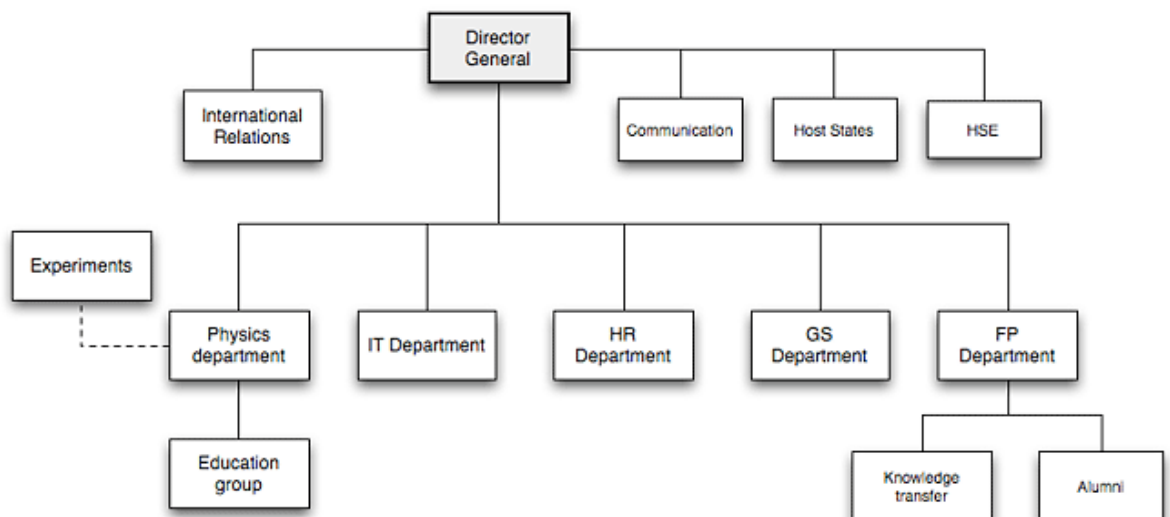 Director
General
International
Relations
Communication
Host States
HSE
Experiments
Physics
department
IT Department
HR
Department
GS
Department
FP
Department
Education
group
Knowledge
transfer
Alumni